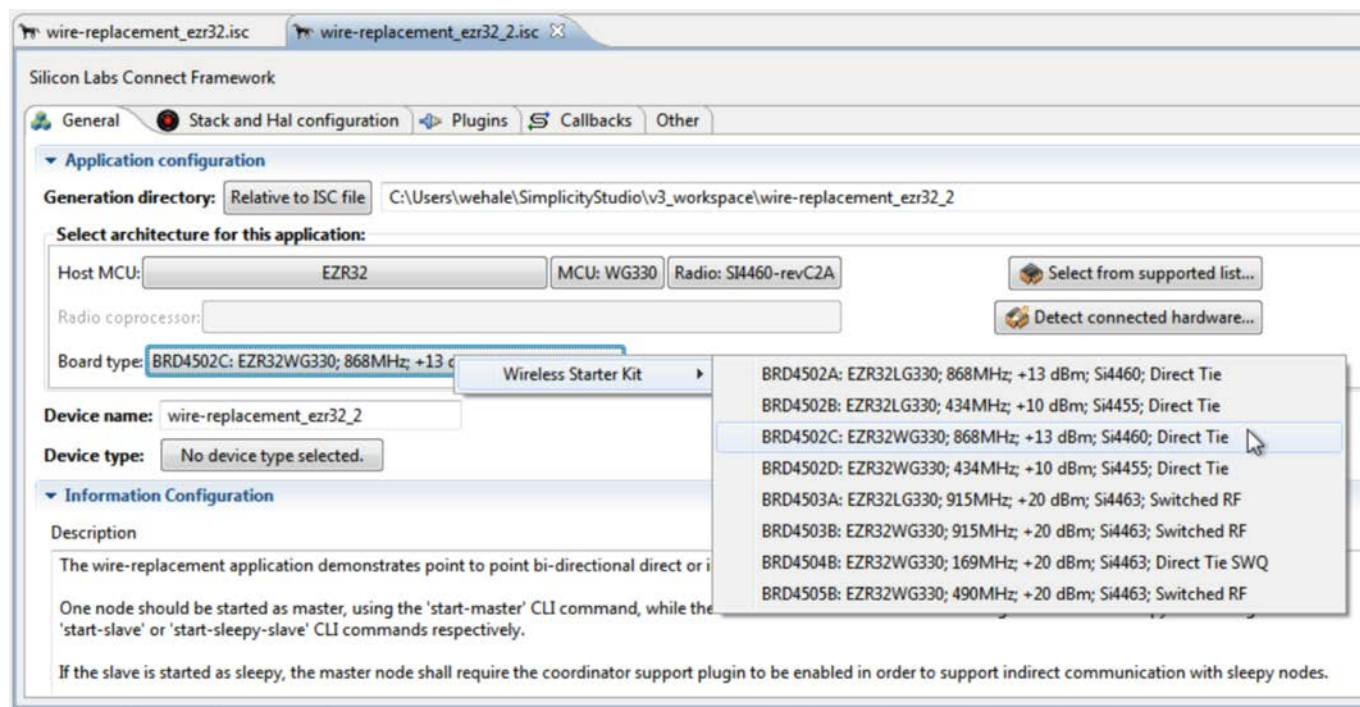 wire-replacement_ezr32.isc
wire-replacement_ezr32_2.isc
Silicon Labs Connect Framework
General
Stack and Hal configuration
Plugins
Callbacks
Other
Application configuration
Generation directory: Relative to ISC file C:\Users\wehale\SimplicityStudio\v3_workspace\wire-replacement_ezr32_2
Select architecture for this application:
Host MCU: EZR32 MCU: WG330 Radio: SI4460-revC2A Select from supported list...
Radio coprocessor: Detect connected hardware...
Board type: BRD4502C: EZR32WG330; 868MHz; +13
Wireless Starter Kit
BRD4502A: EZR32LG330; 868MHz; +13 dBm; Si4460; Direct Tie
BRD4502B: EZR32LG330; 434MHz; +10 dBm; Si4455; Direct Tie
BRD4502C: EZR32WG330; 868MHz; +13 dBm; Si4460; Direct Tie
BRD4502D: EZR32WG330; 434MHz; +10 dBm; Si4455; Direct Tie
BRD4503A: EZR32LG330; 915MHz; +20 dBm; Si4463; Switched RF
BRD4503B: EZR32WG330; 915MHz; +20 dBm; Si4463; Switched RF
BRD4504B: EZR32WG330; 169MHz; +20 dBm; Si4463; Direct Tie SWQ
BRD4505B: EZR32WG330; 490MHz; +20 dBm; Si4463; Switched RF
Device name: wire-replacement_ezr32_2
Device type: No device type selected.
Information Configuration
Description
The wire-replacement application demonstrates point to point bi-directional direct or
One node should be started as master, using the 'start-master' CLI command, while the
'start-slave' or 'start-sleepy-slave' CLI commands respectively.
If the slave is started as sleepy, the master node shall require the coordinator support plugin to be enabled in order to support indirect communication with sleepy nodes.